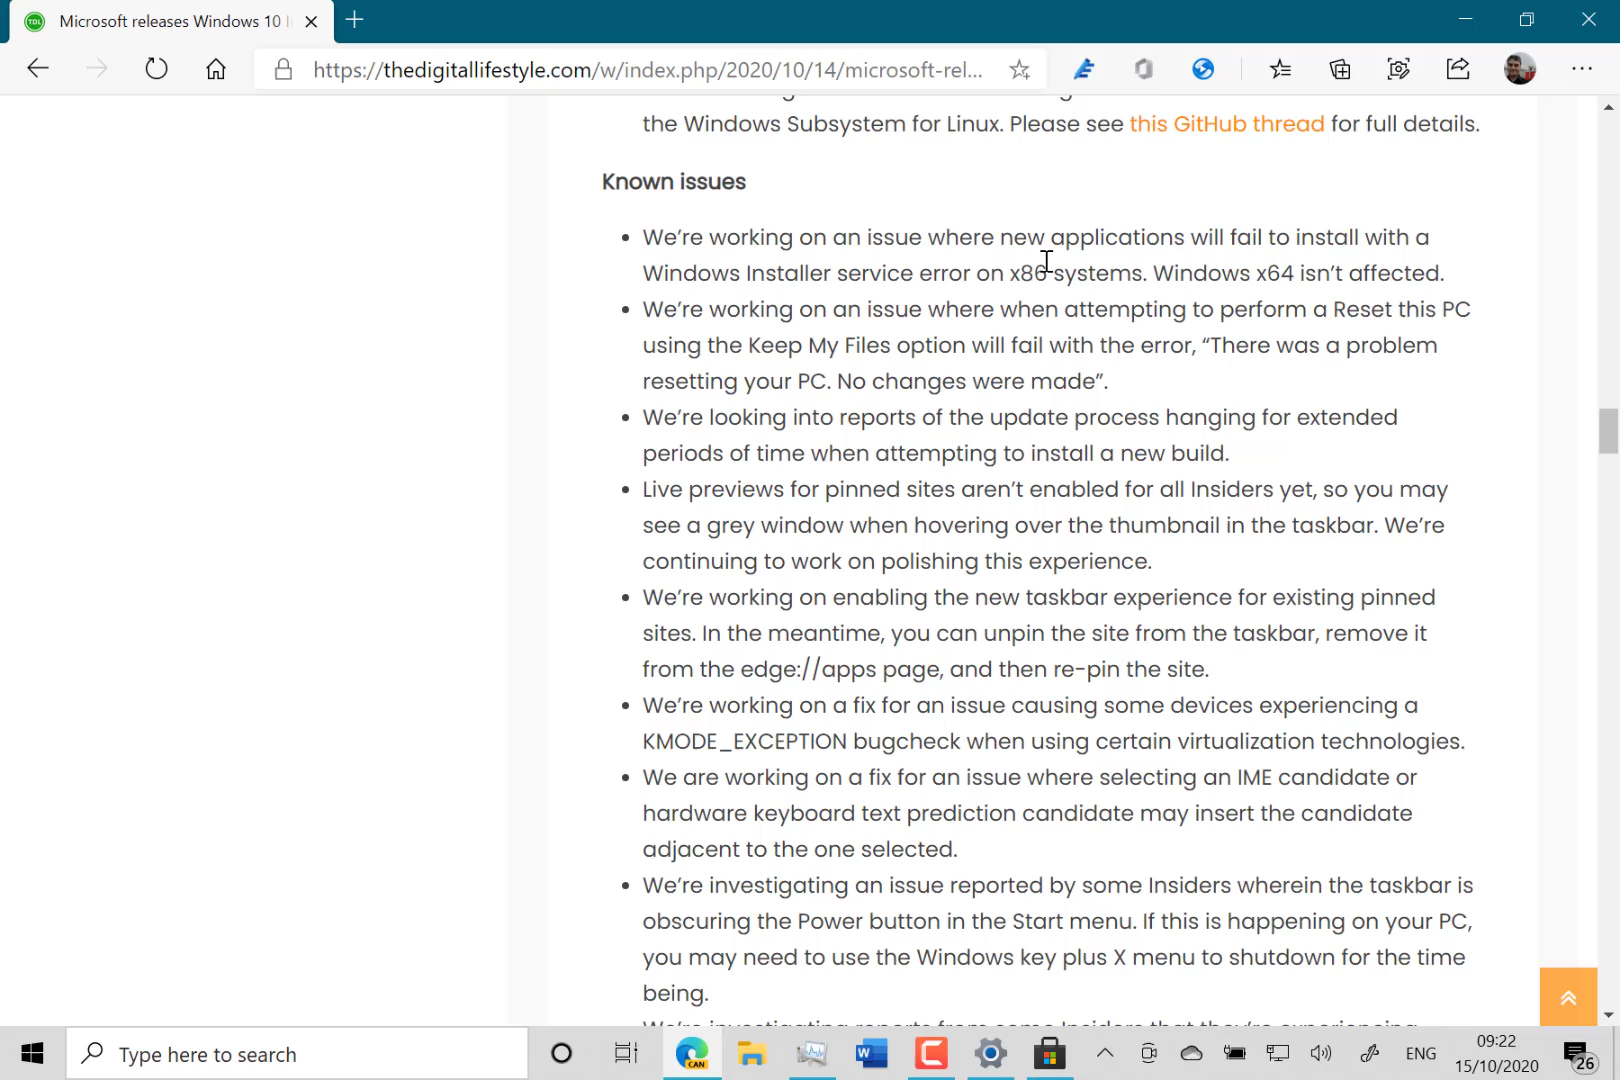 TDL
Microsoft releases Windows 10 I
https://thedigitallifestyle.com/w/index.php/2020/10/14/microsoft-rel...
the Windows Subsystem for Linux. Please see this GitHub thread for full details.
Known issues
We’re working on an issue where new applications will fail to install with a
Windows Installer service error on x86 systems. Windows x64 isn’t affected.
We’re working on an issue where when attempting to perform a Reset this PC
using the Keep My Files option will fail with the error, “There was a problem
resetting your PC. No changes were made”.
We’re looking into reports of the update process hanging for extended
periods of time when attempting to install a new build.
Live previews for pinned sites aren’t enabled for all Insiders yet, so you may
see a grey window when hovering over the thumbnail in the taskbar. We’re
continuing to work on polishing this experience.
We’re working on enabling the new taskbar experience for existing pinned
sites. In the meantime, you can unpin the site from the taskbar, remove it
from the edge://apps page, and then re-pin the site.
We’re working on a fix for an issue causing some devices experiencing a
KMODE_EXCEPTION bugcheck when using certain virtualization technologies.
We are working on a fix for an issue where selecting an IME candidate or
hardware keyboard text prediction candidate may insert the candidate
adjacent to the one selected.
We’re investigating an issue reported by some Insiders wherein the taskbar is
obscuring the Power button in the Start menu. If this is happening on your PC,
you may need to use the Windows key plus X menu to shutdown for the time
being.
We’re investigating reports from some Insiders that they’re experiencing
Type here to search
CAN
W
ENG
09:22
15/10/2020
26